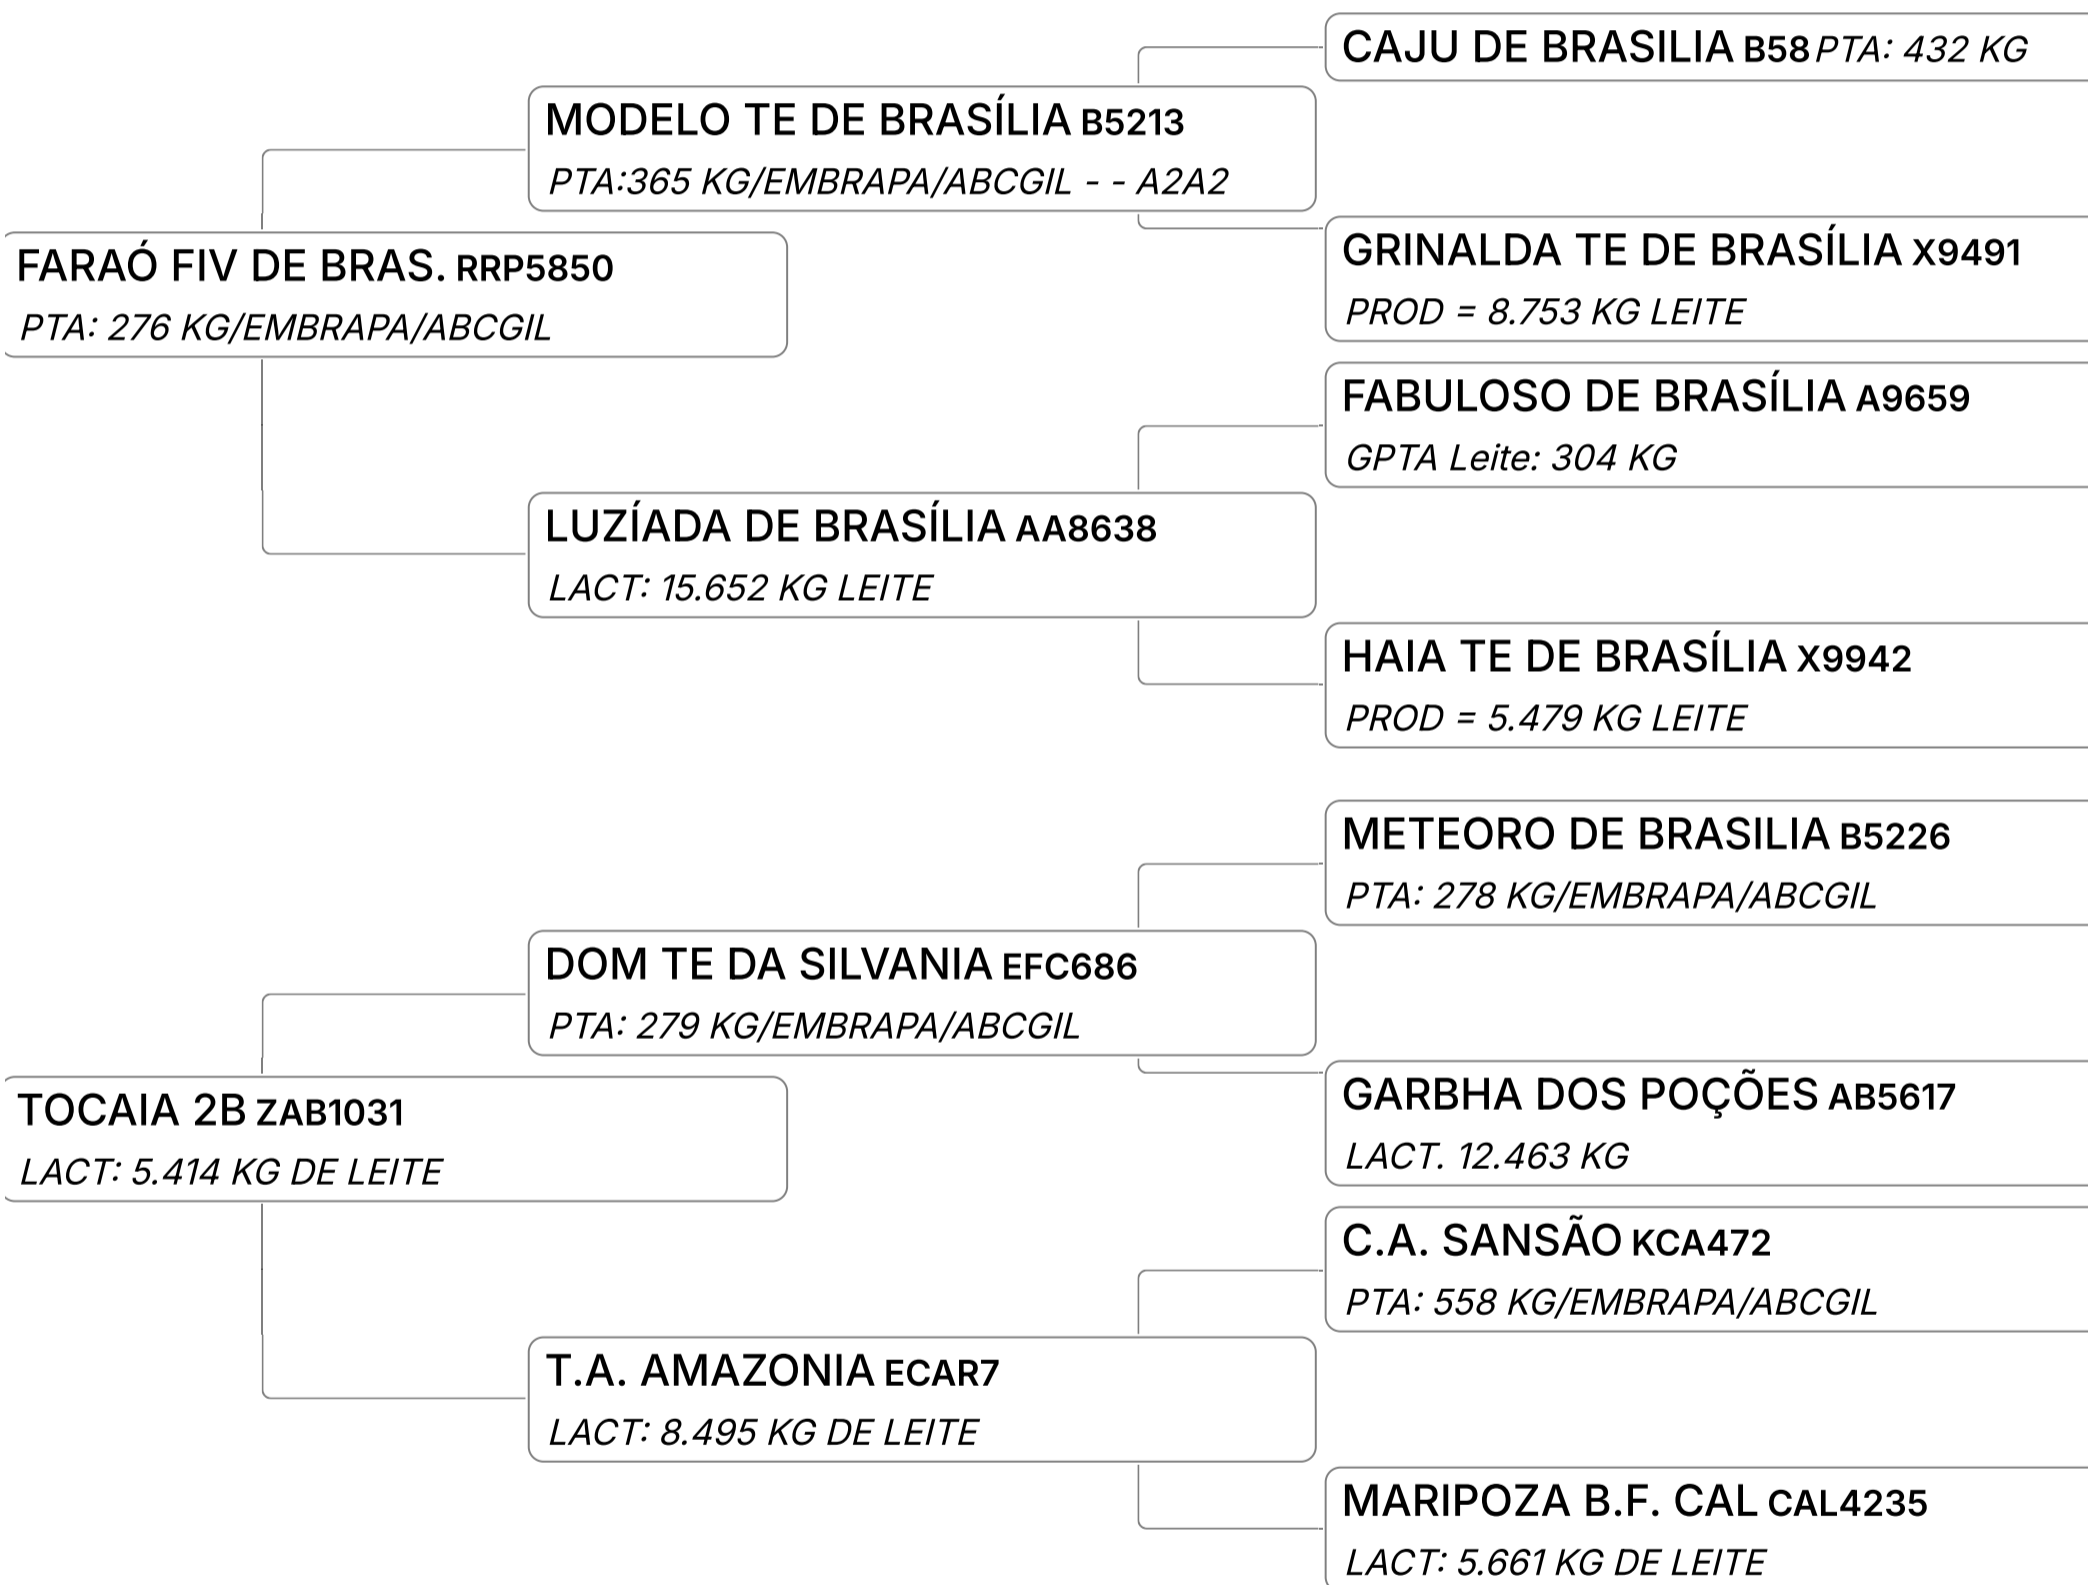 CAJU DE BRASILIA B58 PTA: 432 KG
MODELO TE DE BRASÍLIA B5213
PTA:365 KG/EMBRAPA/ABCGIL - - A2A2
GRINALDA TE DE BRASÍLIA X9491
PROD = 8.753 KG LEITE
FARAÓ FIV DE BRAS. RRP5850
PTA: 276 KG/EMBRAPA/ABCGIL
FABULOSO DE BRASÍLIA A9659
GPTA Leite: 304 KG
LUZÍADA DE BRASÍLIA AA8638
LACT: 15.652 KG LEITE
HAIA TE DE BRASÍLIA X9942
PROD = 5.479 KG LEITE
METEORO DE BRASILIA B5226
PTA: 278 KG/EMBRAPA/ABCGIL
DOM TE DA SILVANIA EFC686
PTA: 279 KG/EMBRAPA/ABCGIL
GARBHA DOS POÇÕES AB5617
LACT. 12.463 KG
TOCAIA 2B ZAB1031
LACT: 5.414 KG DE LEITE
C.A. SANSÃO KCA472
PTA: 558 KG/EMBRAPA/ABCGIL
T.A. AMAZONIA ECAR7
LACT: 8.495 KG DE LEITE
MARIPOZA B.F. CAL CAL4235
LACT: 5.661 KG DE LEITE